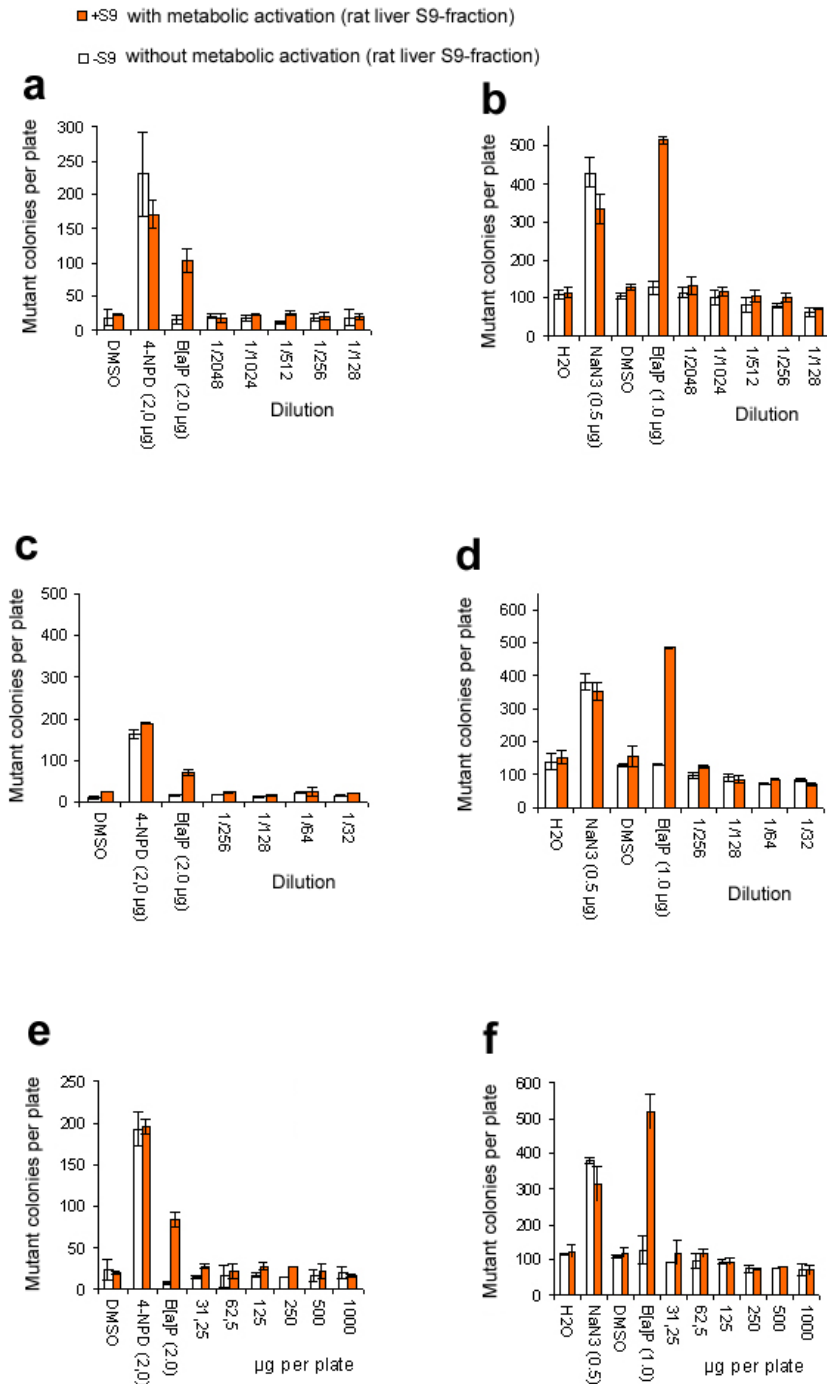 +S9 with metabolic activation (rat liver S9-fraction)
-S9 without metabolic activation (rat liver S9-fraction)
a
Mutant colonies per plate
300
250
200
150
100
50
0
DMSO
4-NPD (2,0 µg)
B[a]P (2.0 µg)
1/2048
1/1024
1/512
1/256
1/128
Dilution
b
Mutant colonies per plate
500
400
300
200
100
0
H2O
NaN3 (0.5 µg)
DMSO
B[a]P (1.0 µg)
1/2048
1/1024
1/512
1/256
1/128
Dilution
c
Mutant colonies per plate
500
400
300
200
100
0
DMSO
4-NPD (2,0 µg)
B[a]P (2.0 µg)
1/256
1/128
1/64
1/32
Dilution
d
Mutant colonies per plate
600
500
400
300
200
100
0
H2O
NaN3 (0.5 µg)
DMSO
B[a]P (1.0 µg)
1/256
1/128
1/64
1/32
Dilution
e
Mutant colonies per plate
250
200
150
100
50
0
DMSO
4-NPD (2,0)
B[a]P (2.0)
31,25
62,5
125
250
500
1000
µg per plate
f
Mutant colonies per plate
600
500
400
300
200
100
0
H2O
NaN3 (0.5)
DMSO
B[a]P (1.0)
31,25
62,5
125
250
500
1000
µg per plate